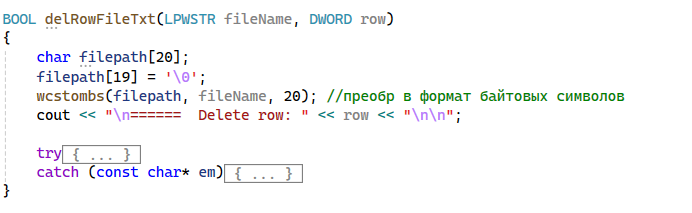 BOOL delRowFileTxt(LPWSTR fileName, DWORD row)
{
char filepath[20];
filepath[19] = '\0';
wcstombs(filepath, fileName, 20); //преобр в формат байтовых символов
cout << "\n======  Delete row: " << row << "\n\n";
try{ ... }
catch (const char* em){ ... }
}